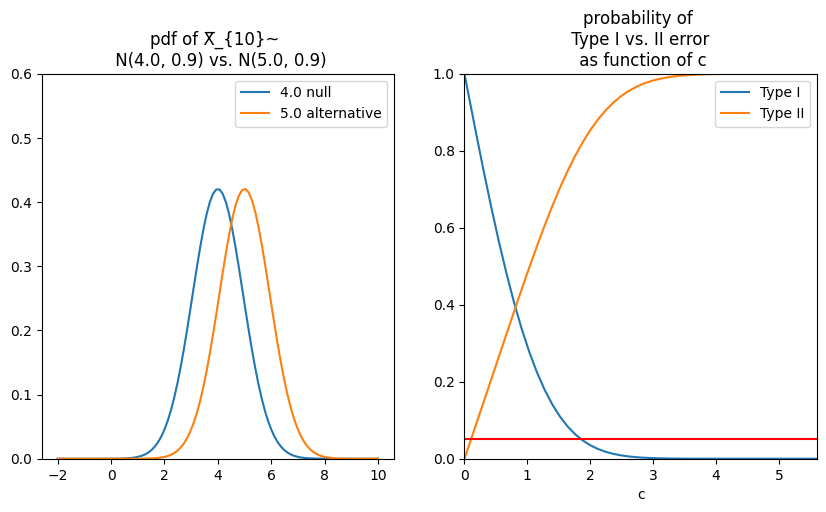 pdf of X̅_{10}~
N(4.0, 0.9) vs. N(5.0, 0.9)
0.6
0.5
0.4
0.3
0.2
0.1
0.0
−2
0
2
4
6
8
10
4.0 null
5.0 alternative
probability of
Type I vs. II error
as function of c
1.0
0.8
0.6
0.4
0.2
0.0
0
1
2
3
4
5
c
Type I
Type II